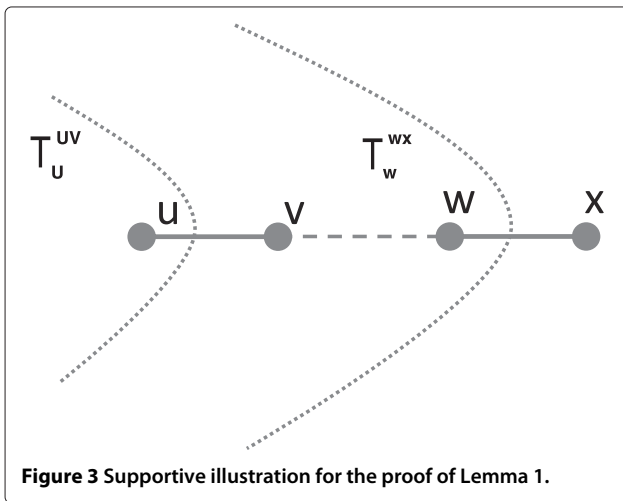 T_U^UV
T_w^wx
u
v
w
x
Figure 3 Supportive illustration for the proof of Lemma 1.